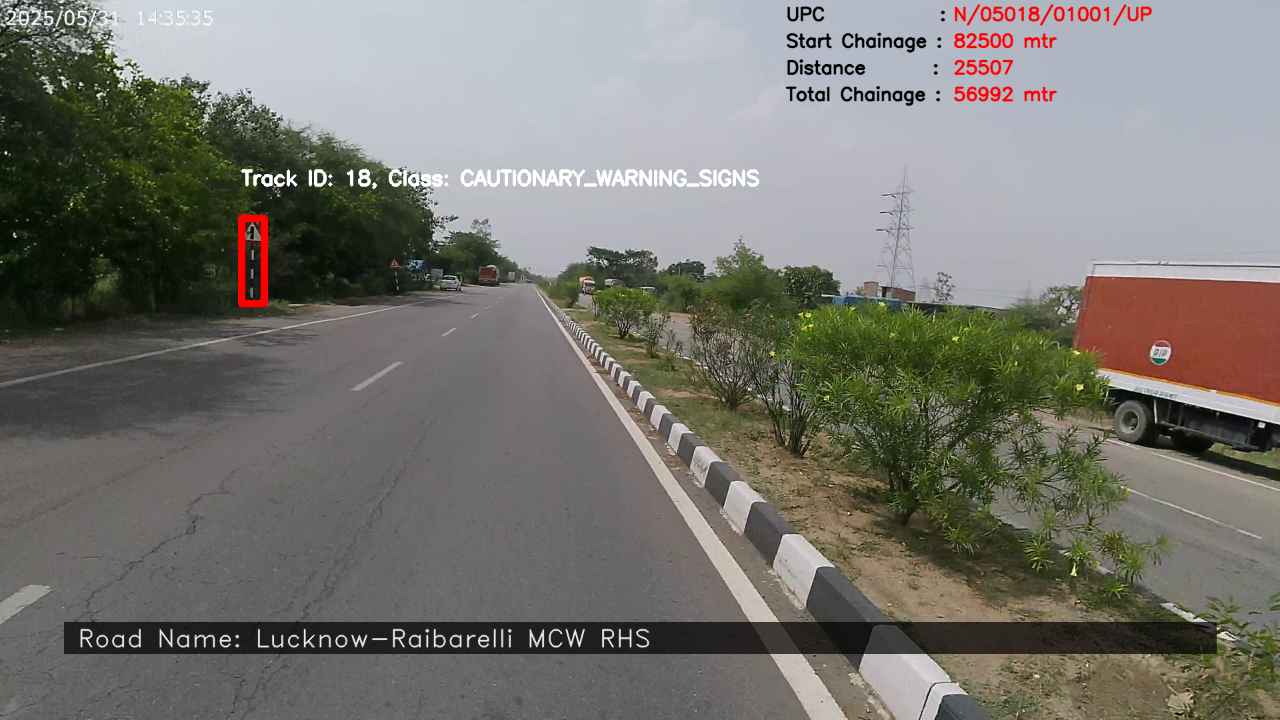 2025/05/31 14:35:35
UPC : N/05018/01001/UP
Start Chainage : 82500 mtr
Distance : 25507
Total Chainage : 56992 mtr
Track ID: 18, Class: CAUTIONARY_WARNING_SIGNS
Road Name: Lucknow-Raibarelli MCW RHS